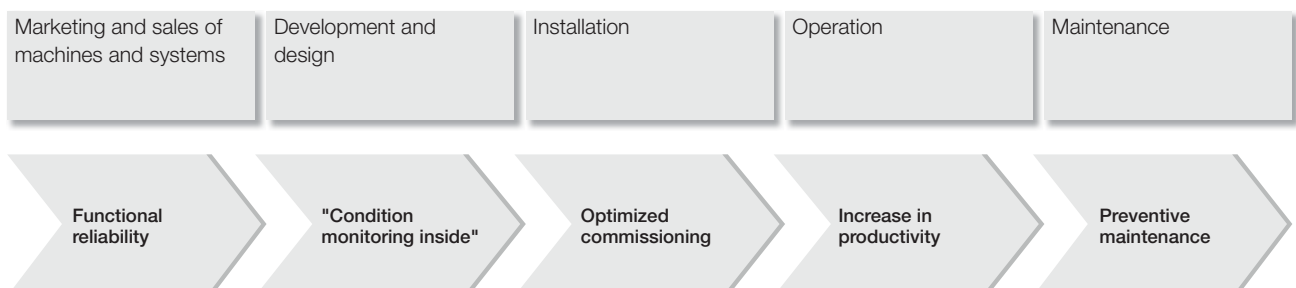 Marketing and sales of
machines and systems
Development and
design
Installation
Operation
Maintenance
Functional
reliability
"Condition
monitoring inside"
Optimized
commissioning
Increase in
productivity
Preventive
maintenance